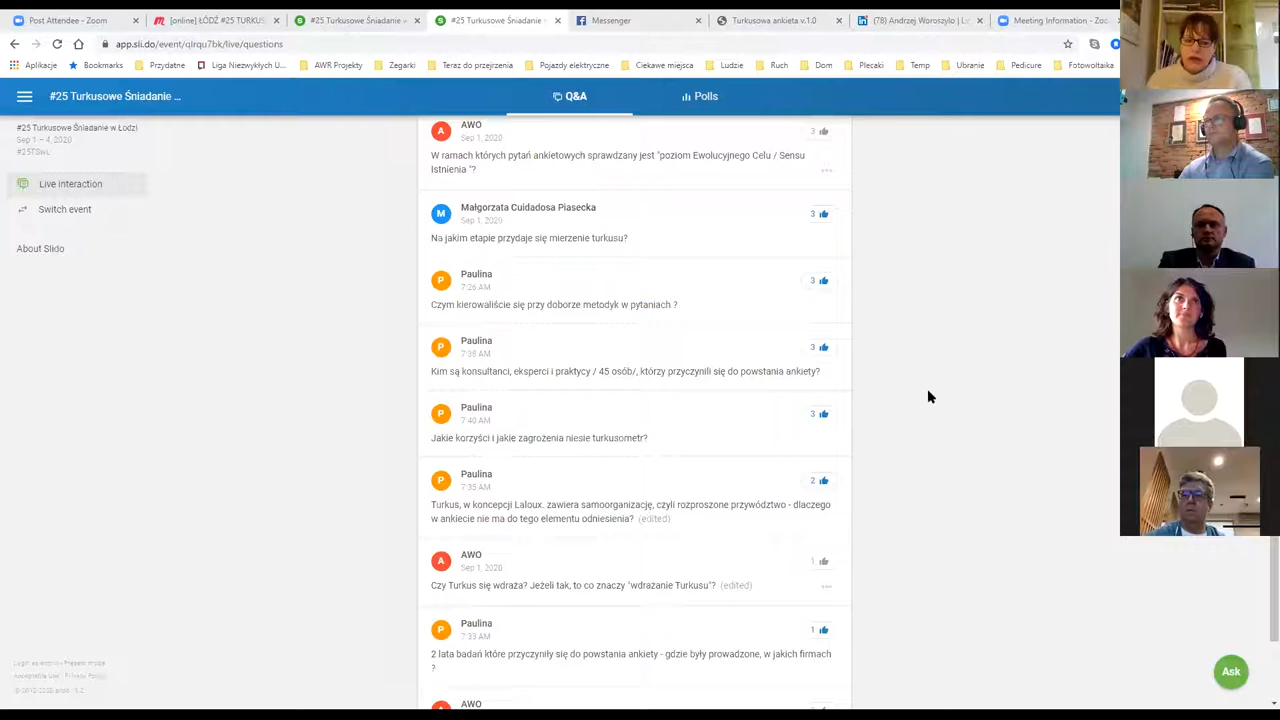 Post Attendee - Zoom
[online] ŁÓDŹ #25 TURKUS
#25 Turkusowe Śniadanie w
#25 Turkusowe Śniadanie
Messenger
Turkusowa ankieta v.1.0
(78) Andrzej Woroszylo | Lo
Meeting Information - Zoo
app.sli.do/event/qlrqu7bk/live/questions
Aplikacje
Bookmarks
Przydatne
Liga Niezwykłych U...
AWR Projekty
Zegarki
Teraz do przejrzenia
Pojazdy elektryczne
Ciekawe miejsca
Ludzie
Ruch
Dom
Plecaki
Temp
Ubranie
Pedicure
Fotowoltaika
#25 Turkusowe Śniadanie ...
Q&A
Polls
#25 Turkusowe Śniadanie w Łodzi
Sep 1 – 4, 2020
#25TSwL
Live interaction
Switch event
About Slido
A
AWO
Sep 1, 2020
3
W ramach których pytań ankietowych sprawdzany jest "poziom Ewolucyjnego Celu / Sensu
Istnienia "?
M
Małgorzata Cuidadosa Piasecka
Sep 1, 2020
3
Na jakim etapie przydaje się mierzenie turkusu?
P
Paulina
7:26 AM
3
Czym kierowaliście się przy doborze metodyk w pytaniach ?
P
Paulina
7:36 AM
3
Kim są konsultanci, eksperci i praktycy / 45 osób/, którzy przyczynili się do powstania ankiety?
P
Paulina
7:40 AM
3
Jakie korzyści i jakie zagrożenia niesie turkusometr?
P
Paulina
7:35 AM
2
Turkus, w koncepcji Laloux. zawiera samoorganizację, czyli rozproszone przywództwo - dlaczego
w ankiecie nie ma do tego elementu odniesienia? (edited)
A
AWO
Sep 1, 2020
1
Czy Turkus się wdraża? Jeżeli tak, to co znaczy "wdrażanie Turkusu"? (edited)
P
Paulina
7:33 AM
1
2 lata badań które przyczyniły się do powstania ankiety - gdzie były prowadzone, w jakich firmach
?
AWO
Ask